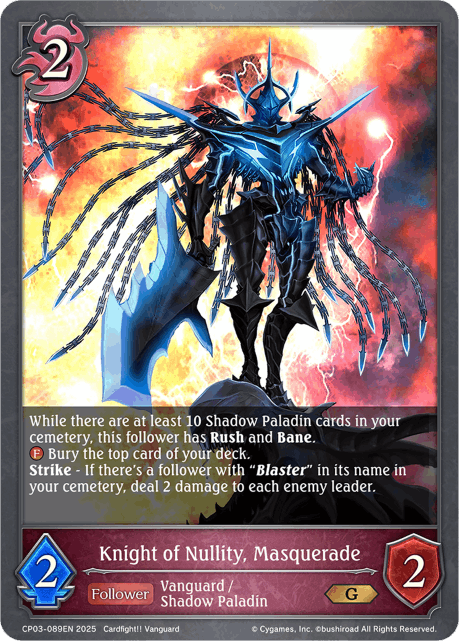 2
While there are at least 10 Shadow Paladin cards in your
cemetery, this follower has Rush and Bane.
F Bury the top card of your deck.
Strike - If there's a follower with “Blaster” in its name in
your cemetery, deal 2 damage to each enemy leader.
Knight of Nullity, Masquerade
2
Follower
Vanguard /
Shadow Paladin
G
2
CP03-089EN 2025 Cardfight!! Vanguard
© Cygames, Inc. ©bushiroad All Rights Reserved.